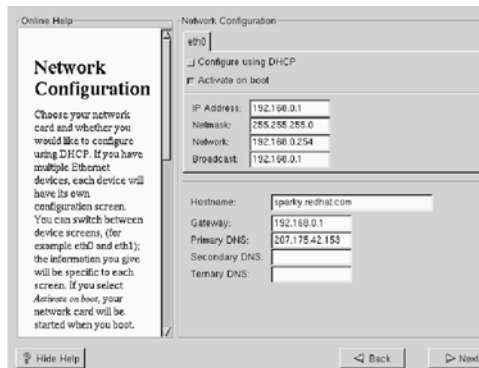 Online Help
Network
Configuration
Choose your network
card and whether you
would like to configure
using DHCP. If you have
multiple Ethernet
devices, each device will
have its own
configuration screen.
You can switch between
device screens, (for
example eth0 and eth1);
the information you give
will be specific to each
screen. If you select
Activate on boot, your
network card will be
started when you boot.
Network Configuration
eth0
Configure using DHCP
Activate on boot
IP Address: 192.168.0.1
Netmask: 255.255.255.0
Network: 192.168.0.254
Broadcast: 192.168.0.1
Hostname: sparky.redhat.com
Gateway: 192.168.0.1
Primary DNS: 207.175.42.153
Secondary DNS:
Ternary DNS:
Hide Help
Back
Next